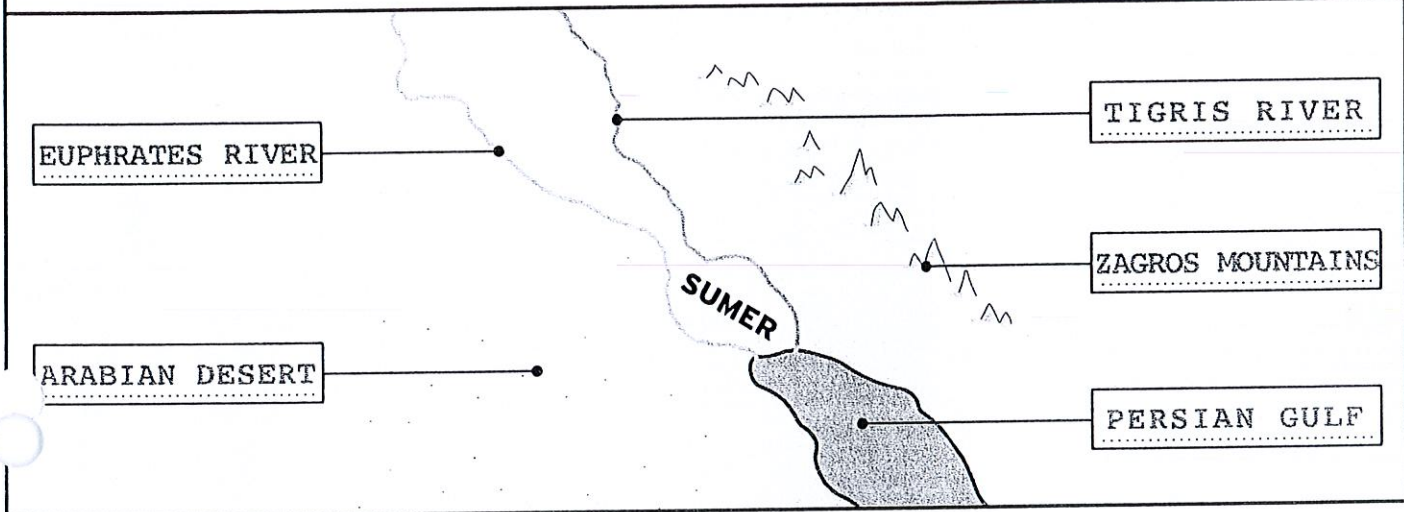 TIGRIS RIVER
EUPHRATES RIVER
ZAGROS MOUNTAINS
SUMER
ARABIAN DESERT
PERSIAN GULF